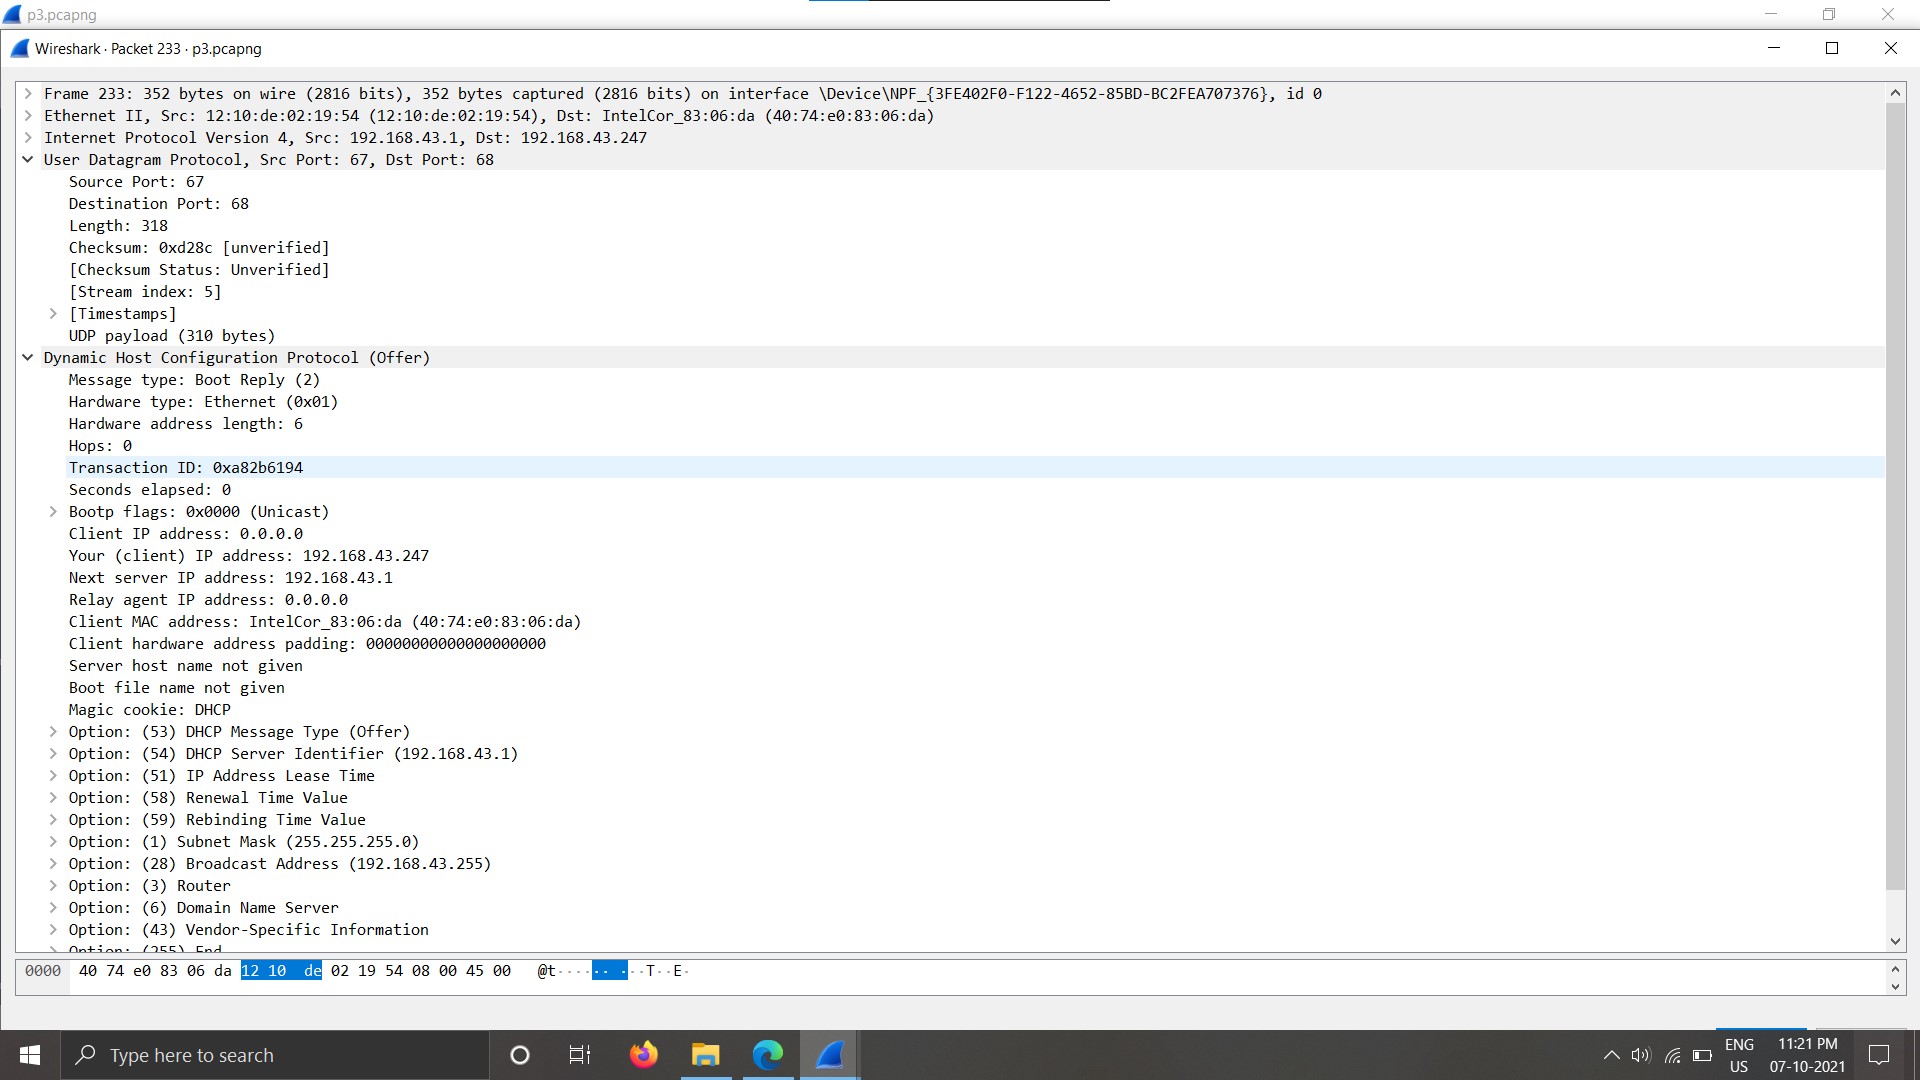 p3.pcapng
Wireshark · Packet 233 · p3.pcapng
Frame 233: 352 bytes on wire (2816 bits), 352 bytes captured (2816 bits) on interface \Device\NPF_{3FE402F0-F122-4652-85BD-BC2FEA707376}, id 0
Ethernet II, Src: 12:10:de:02:19:54 (12:10:de:02:19:54), Dst: IntelCor_83:06:da (40:74:e0:83:06:da)
Internet Protocol Version 4, Src: 192.168.43.1, Dst: 192.168.43.247
User Datagram Protocol, Src Port: 67, Dst Port: 68
Source Port: 67
Destination Port: 68
Length: 318
Checksum: 0xd28c [unverified]
[Checksum Status: Unverified]
[Stream index: 5]
[Timestamps]
UDP payload (310 bytes)
Dynamic Host Configuration Protocol (Offer)
Message type: Boot Reply (2)
Hardware type: Ethernet (0x01)
Hardware address length: 6
Hops: 0
Transaction ID: 0xa82b6194
Seconds elapsed: 0
Bootp flags: 0x0000 (Unicast)
Client IP address: 0.0.0.0
Your (client) IP address: 192.168.43.247
Next server IP address: 192.168.43.1
Relay agent IP address: 0.0.0.0
Client MAC address: IntelCor_83:06:da (40:74:e0:83:06:da)
Client hardware address padding: 00000000000000000000
Server host name not given
Boot file name not given
Magic cookie: DHCP
Option: (53) DHCP Message Type (Offer)
Option: (54) DHCP Server Identifier (192.168.43.1)
Option: (51) IP Address Lease Time
Option: (58) Renewal Time Value
Option: (59) Rebinding Time Value
Option: (1) Subnet Mask (255.255.255.0)
Option: (28) Broadcast Address (192.168.43.255)
Option: (3) Router
Option: (6) Domain Name Server
Option: (43) Vendor-Specific Information
Option: (255) End
0000 40 74 e0 83 06 da 12 10 de 02 19 54 08 00 45 00 @t···· ·· ···T··E·
Type here to search
ENG
US
11:21 PM
07-10-2021